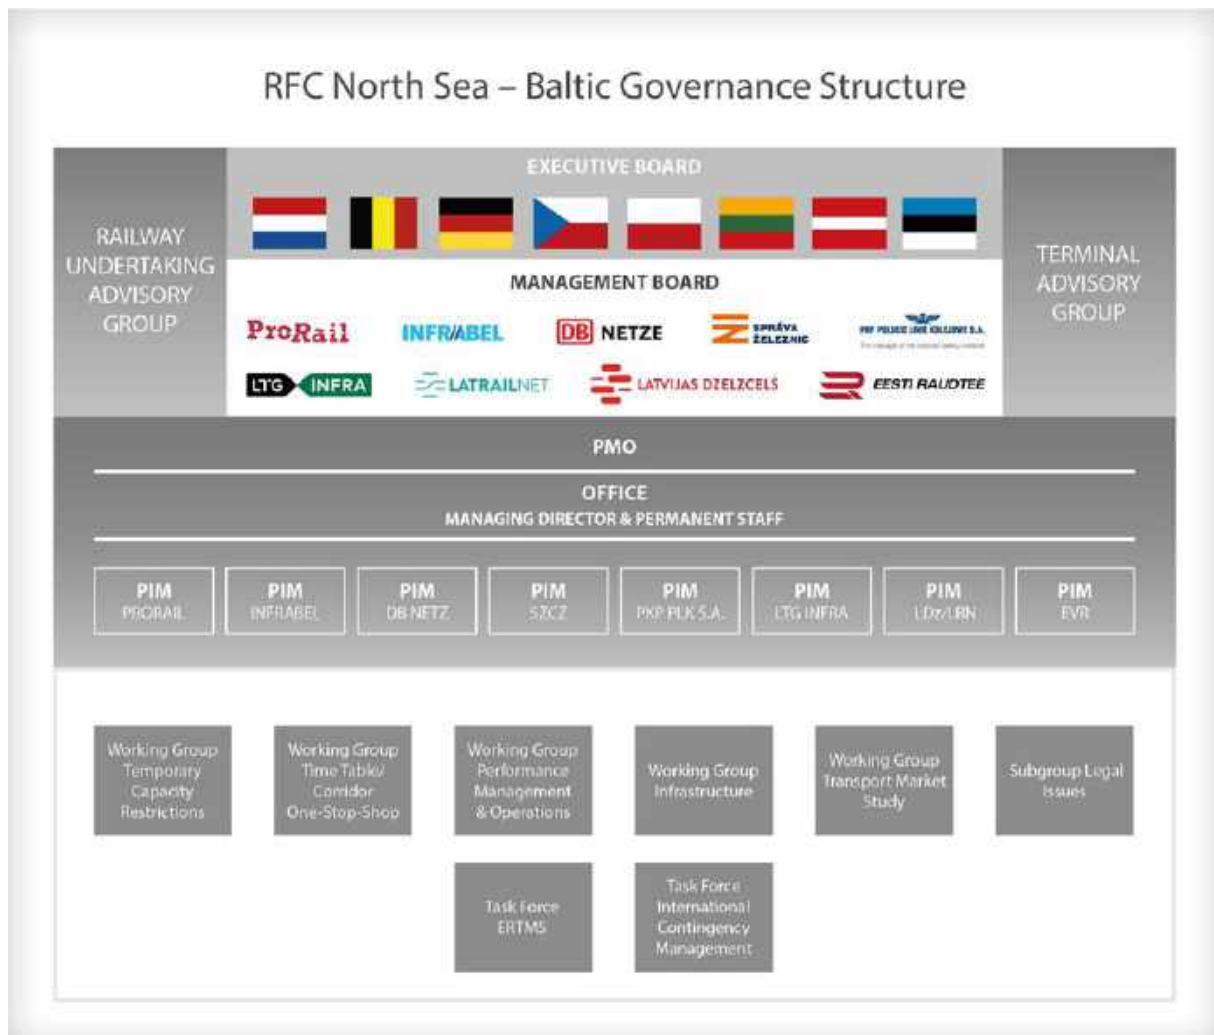 RFC North Sea – Baltic Governance Structure
EXECUTIVE BOARD
RAILWAY
UNDERTAKING
ADVISORY
GROUP
TERMINAL
ADVISORY
GROUP
MANAGEMENT BOARD
ProRail
INFRABEL
DB NETZE
SPRÁVA
ŽELEZNIC
PKP POLSKIE LINIE KOLEJOWE S.A.
LTG INFRA
LATRAILNET
LATVIJAS DZELZCEĻŠ
EESTI RAUDTEE
PMO
OFFICE
MANAGING DIRECTOR & PERMANENT STAFF
PIM
PRORAIL
PIM
INFRABEL
PIM
DB NETZ
PIM
SZCZ
PIM
PKP PLK S.A.
PIM
LTG INFRA
PIM
LDz/LRN
PIM
EVR
Working Group
Temporary
Capacity
Restrictions
Working Group
Time Table/
Corridor
One-Stop-Shop
Working Group
Performance
Management
& Operations
Working Group
Infrastructure
Working Group
Transport Market
Study
Subgroup Legal
Issues
Task Force
ERTMS
Task Force
International
Contingency
Management